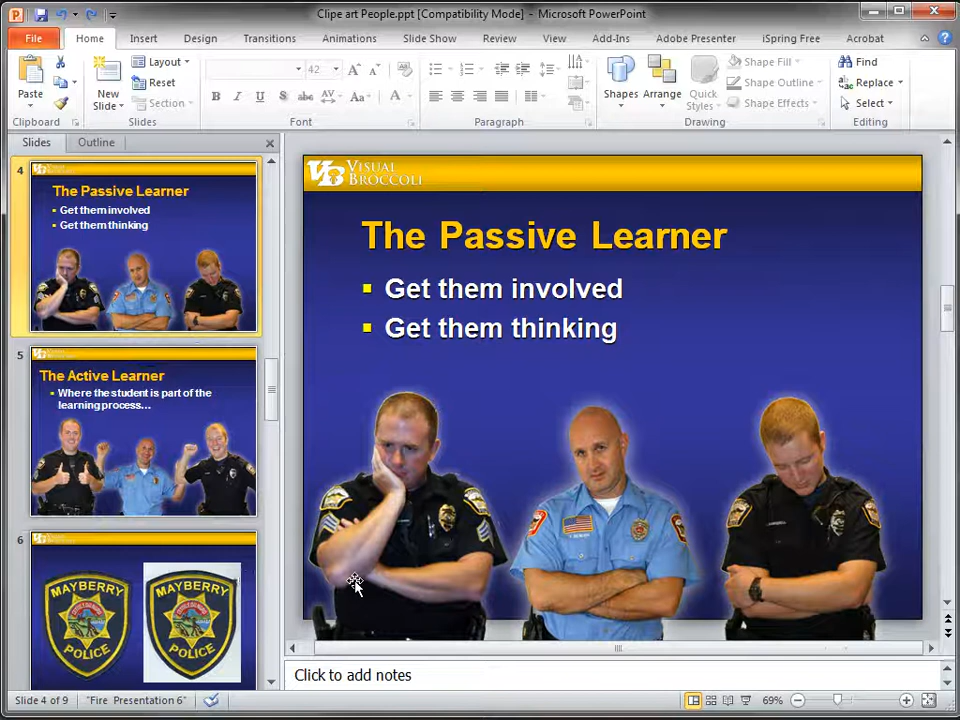 Clipe art People.ppt [Compatibility Mode] - Microsoft PowerPoint
File Home Insert Design Transitions Animations Slide Show Review View Add-Ins Adobe Presenter iSpring Free Acrobat
Paste
New Slide
Layout
Reset
Section
42
B I U S abc AV Aa A
Shapes
Arrange
Quick Styles
Shape Fill
Shape Outline
Shape Effects
Find
Replace
Select
Clipboard Slides Font Paragraph Drawing Editing
Slides Outline
4
The Passive Learner
Get them involved
Get them thinking
5
The Active Learner
Where the student is part of the
learning process...
6
MAYBERRY
POLICE
MAYBERRY
POLICE
VB VISUAL
BROCCOLI
The Passive Learner
Get them involved
Get them thinking
Click to add notes
Slide 4 of 9 "Fire Presentation 6" 69%